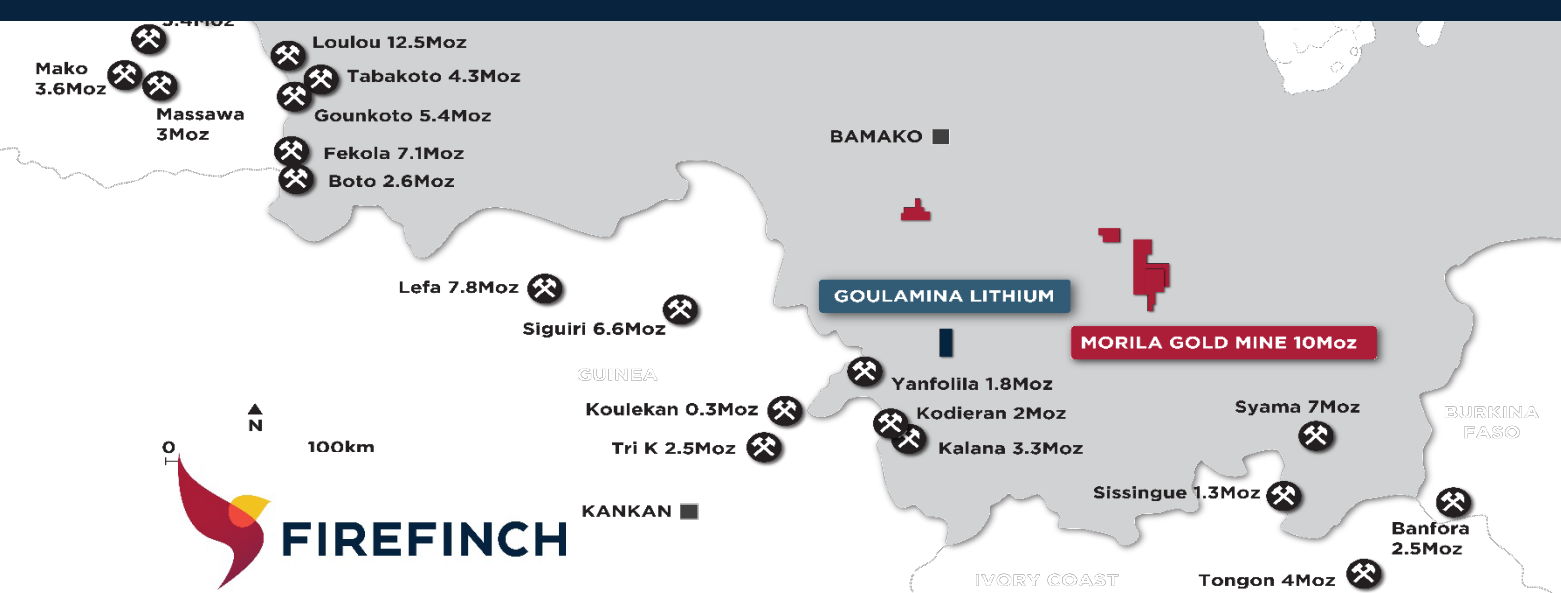 5.4Moz
Loulou 12.5Moz
Mako
3.6Moz
Tabakoto 4.3Moz
Massawa
3Moz
Gounkoto 5.4Moz
BAMAKO
Fekola 7.1Moz
Boto 2.6Moz
Lefa 7.8Moz
GOULAMINA LITHIUM
Siguiri 6.6Moz
MORILA GOLD MINE 10Moz
GUINEA
Yanfolila 1.8Moz
Koulekan 0.3Moz
Kodieran 2Moz
Syama 7Moz
BURKINA
FASO
N
0 100km
Tri K 2.5Moz
Kalana 3.3Moz
Sissingue 1.3Moz
KANKAN
FIREFINCH
Banfora
2.5Moz
IVORY COAST
Tongon 4Moz